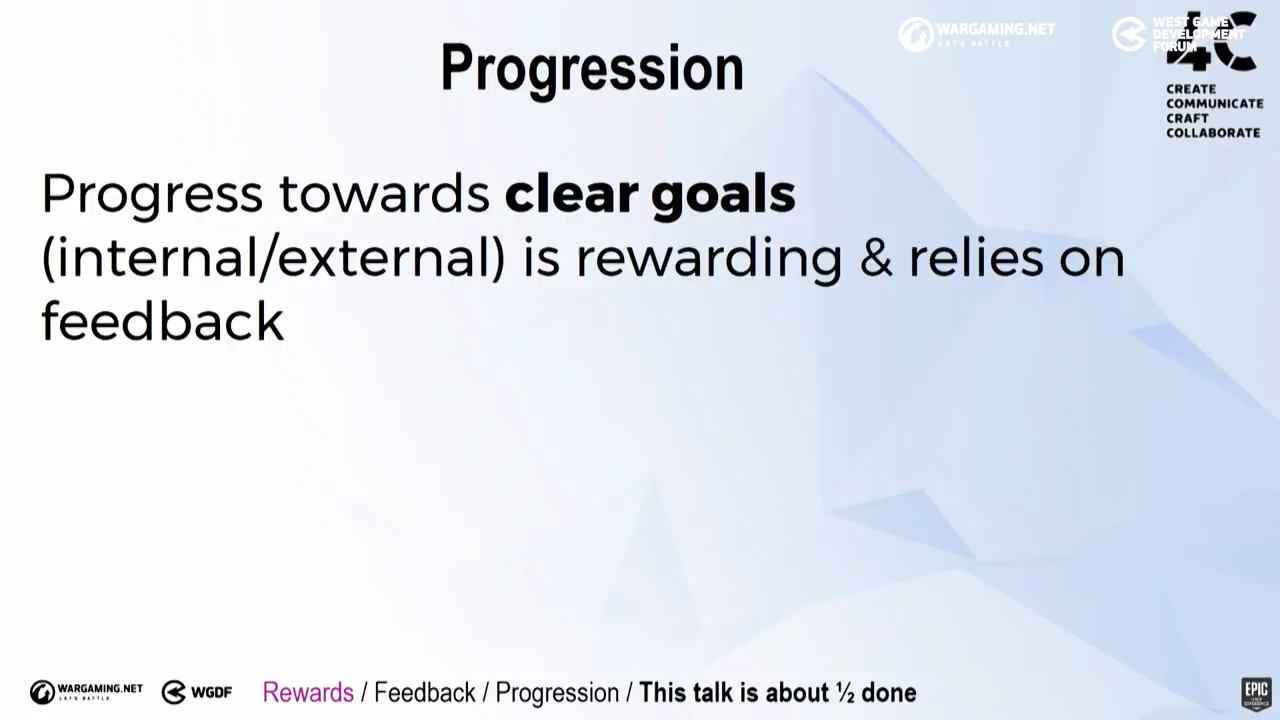 Progression
WARGAMING.NET
LET'S BATTLE
WEST GAME
DEVELOPMENT
FORUM
4C
CREATE
COMMUNICATE
CRAFT
COLLABORATE
Progress towards clear goals
(internal/external) is rewarding & relies on
feedback
WARGAMING.NET
LET'S BATTLE
WGDF
Rewards / Feedback / Progression / This talk is about ½ done
EPIC